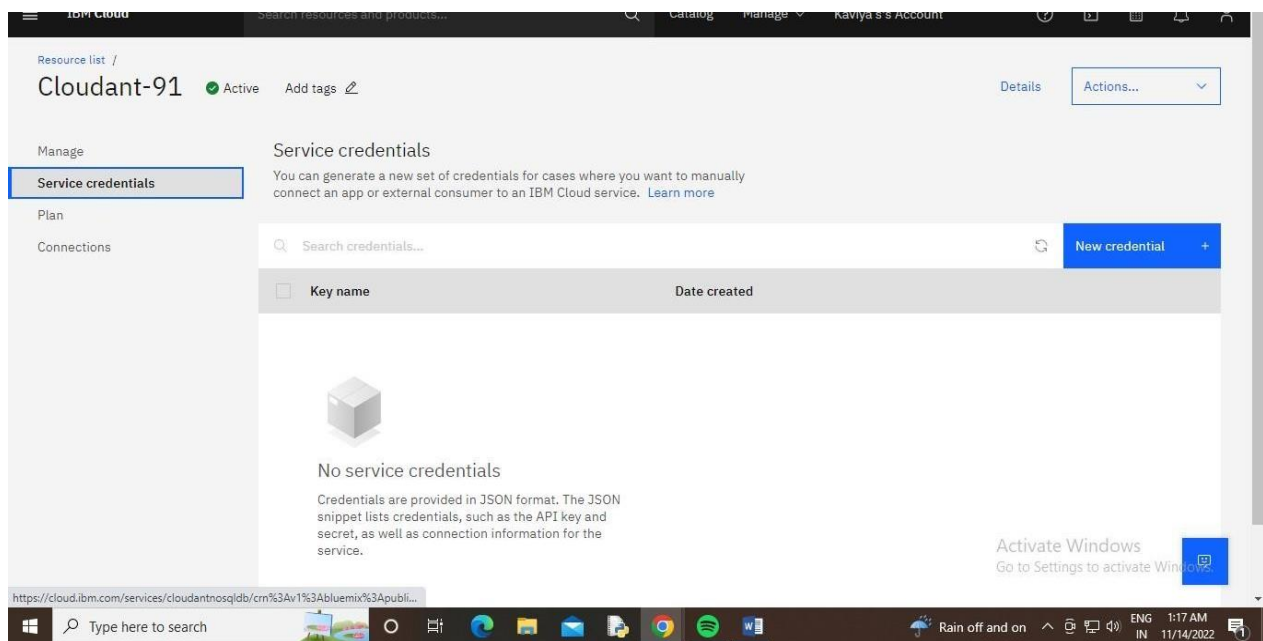 IBM Cloud
Search resources and products...
Catalog
Manage
Kaviya s's Account
Resource list /
Cloudant-91
Active
Add tags
Details
Actions...
Manage
Service credentials
Plan
Connections
Service credentials
You can generate a new set of credentials for cases where you want to manually
connect an app or external consumer to an IBM Cloud service. Learn more
Search credentials...
New credential +
Key name
Date created
No service credentials
Credentials are provided in JSON format. The JSON
snippet lists credentials, such as the API key and
secret, as well as connection information for the
service.
Activate Windows
Go to Settings to activate Windows.
https://cloud.ibm.com/services/cloudantnosqldb/crn%3Av1%3Abluemix%3Apubli...
Type here to search
Rain off and on
ENG
IN
1:17 AM
11/14/2022